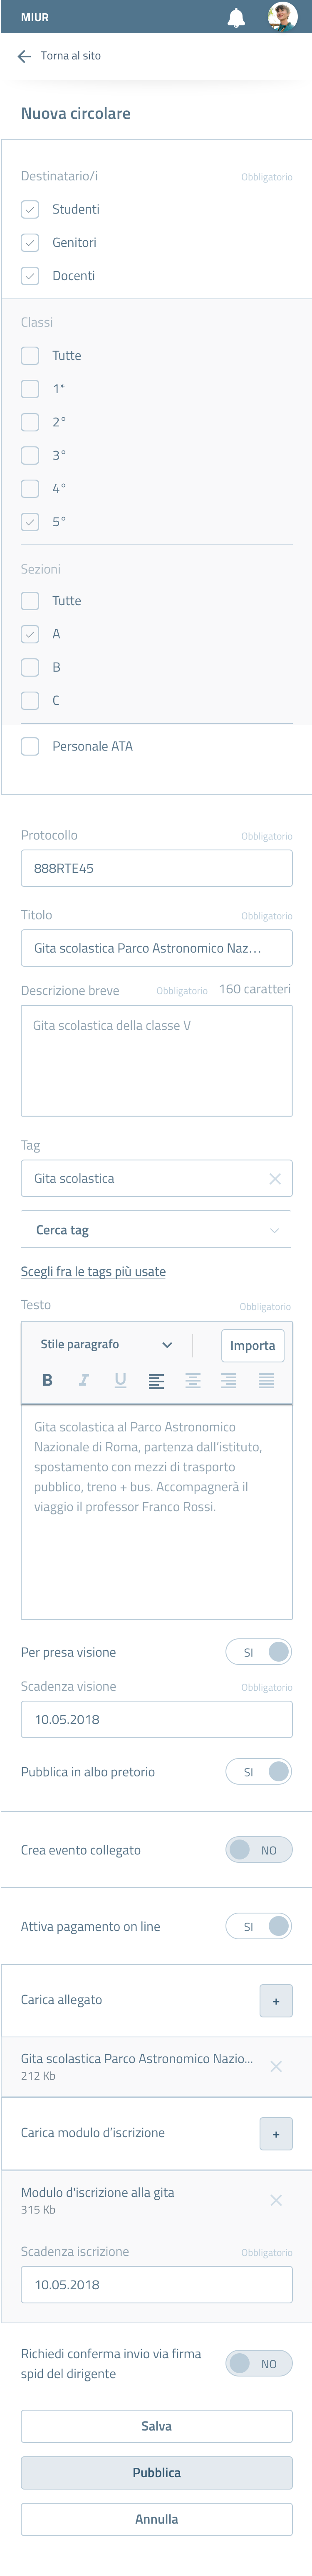 MIUR
Torna al sito
Nuova circolare
Destinatario/i Obbligatorio
Studenti
Genitori
Docenti
Classi
Tutte
1*
2°
3°
4°
5°
Sezioni
Tutte
A
B
C
Personale ATA
Protocollo Obbligatorio
888RTE45
Titolo Obbligatorio
Gita scolastica Parco Astronomico Naz...
Descrizione breve Obbligatorio 160 caratteri
Gita scolastica della classe V
Tag
Gita scolastica
Cerca tag
Scegli fra le tags più usate
Testo Obbligatorio
Stile paragrafo Importa
B I U
Gita scolastica al Parco Astronomico
Nazionale di Roma, partenza dall'istituto,
spostamento con mezzi di trasporto
pubblico, treno + bus. Accompagnerà il
viaggio il professor Franco Rossi.
Per presa visione SI
Scadenza visione Obbligatorio
10.05.2018
Pubblica in albo pretorio SI
Crea evento collegato NO
Attiva pagamento on line SI
Carica allegato +
Gita scolastica Parco Astronomico Nazio...
212 Kb
Carica modulo d'iscrizione +
Modulo d'iscrizione alla gita
315 Kb
Scadenza iscrizione Obbligatorio
10.05.2018
Richiedi conferma invio via firma
spid del dirigente NO
Salva
Pubblica
Annulla